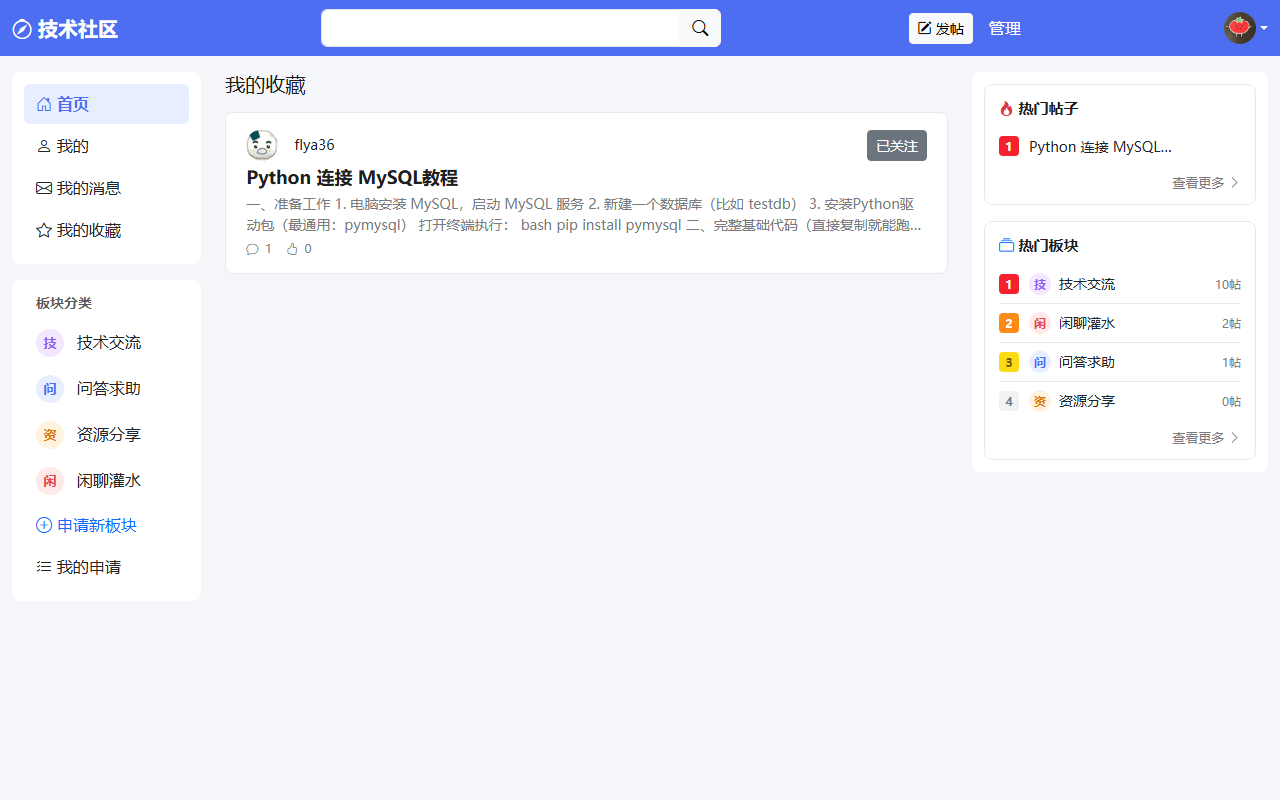 技术社区
发帖
管理
首页
我的
我的消息
我的收藏
板块分类
技 技术交流
问 问答求助
资 资源分享
闲 闲聊灌水
申请新板块
我的申请
我的收藏
flya36
已关注
Python 连接 MySQL教程
一、准备工作 1. 电脑安装 MySQL，启动 MySQL 服务 2. 新建一个数据库（比如 testdb） 3. 安装Python驱
动包（最通用：pymysql） 打开终端执行： bash pip install pymysql 二、完整基础代码（直接复制就能跑...
1 0
热门帖子
1 Python 连接 MySQL...
查看更多
热门板块
1 技 技术交流 10帖
2 闲 闲聊灌水 2帖
3 问 问答求助 1帖
4 资 资源分享 0帖
查看更多